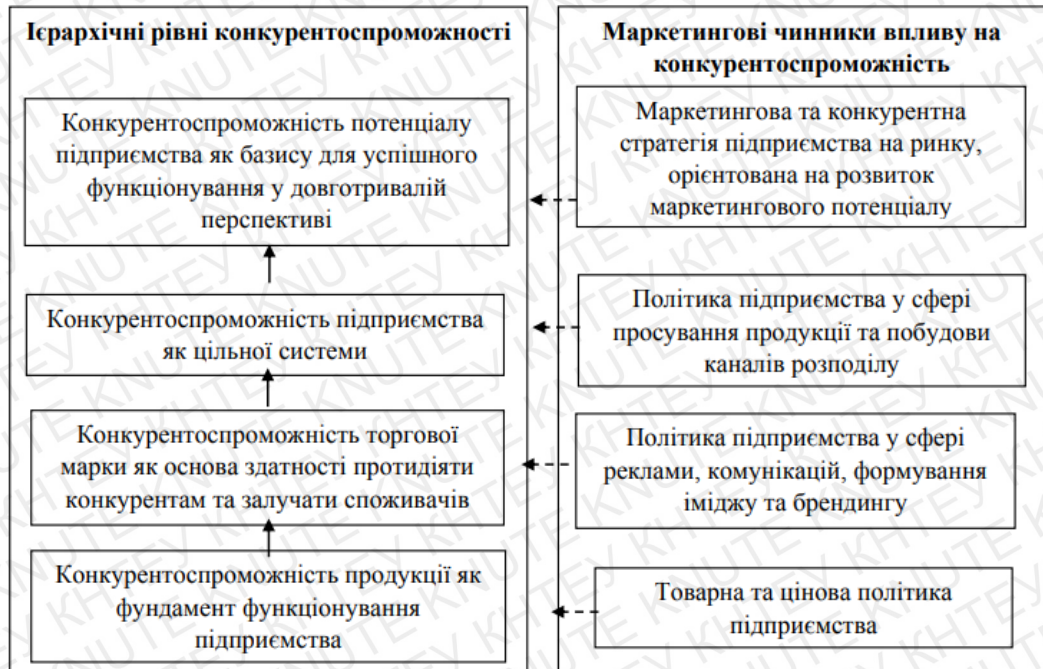 Ієрархічні рівні конкурентоспроможності
Конкурентоспроможність потенціалу
підприємства як базису для успішного
функціонування у довготривалій
перспективі
Конкурентоспроможність підприємства
як цільної системи
Конкурентоспроможність торгової
марки як основа здатності протидіяти
конкурентам та залучати споживачів
Конкурентоспроможність продукції як
фундамент функціонування
підприємства
Маркетингові чинники впливу на
конкурентоспроможність
Маркетингова та конкурентна
стратегія підприємства на ринку,
орієнтована на розвиток
маркетингового потенціалу
Політика підприємства у сфері
просування продукції та побудови
каналів розподілу
Політика підприємства у сфері
реклами, комунікацій, формування
іміджу та брендингу
Товарна та цінова політика
підприємства